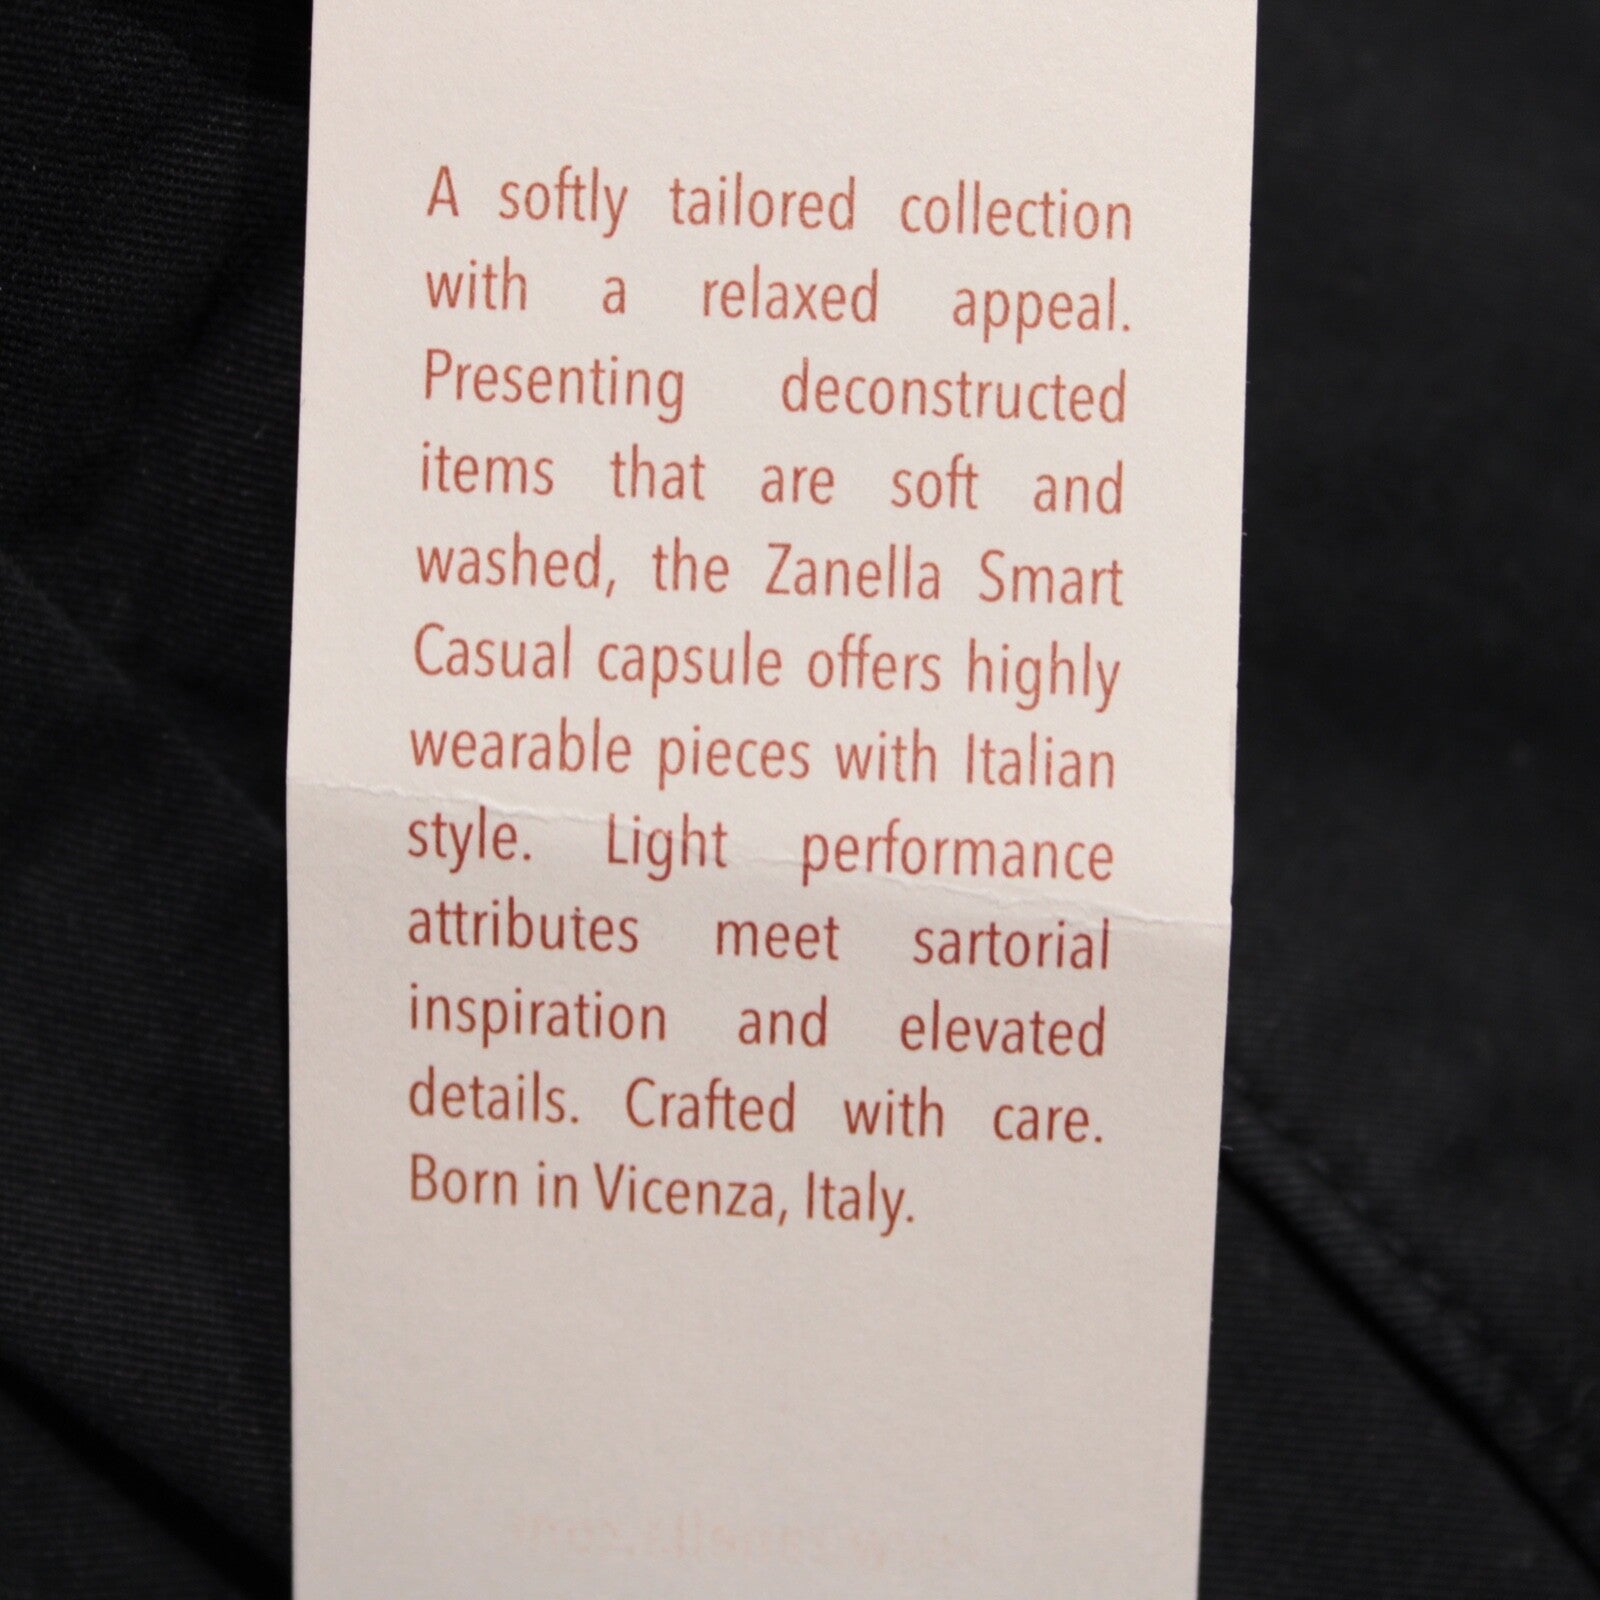 A softly tailored collection
with a relaxed appeal.
Presenting deconstructed
items that are soft and
washed, the Zanella Smart
Casual capsule offers highly
wearable pieces with Italian
style. Light performance
attributes meet sartorial
inspiration and elevated
details. Crafted with care.
Born in Vicenza, Italy.